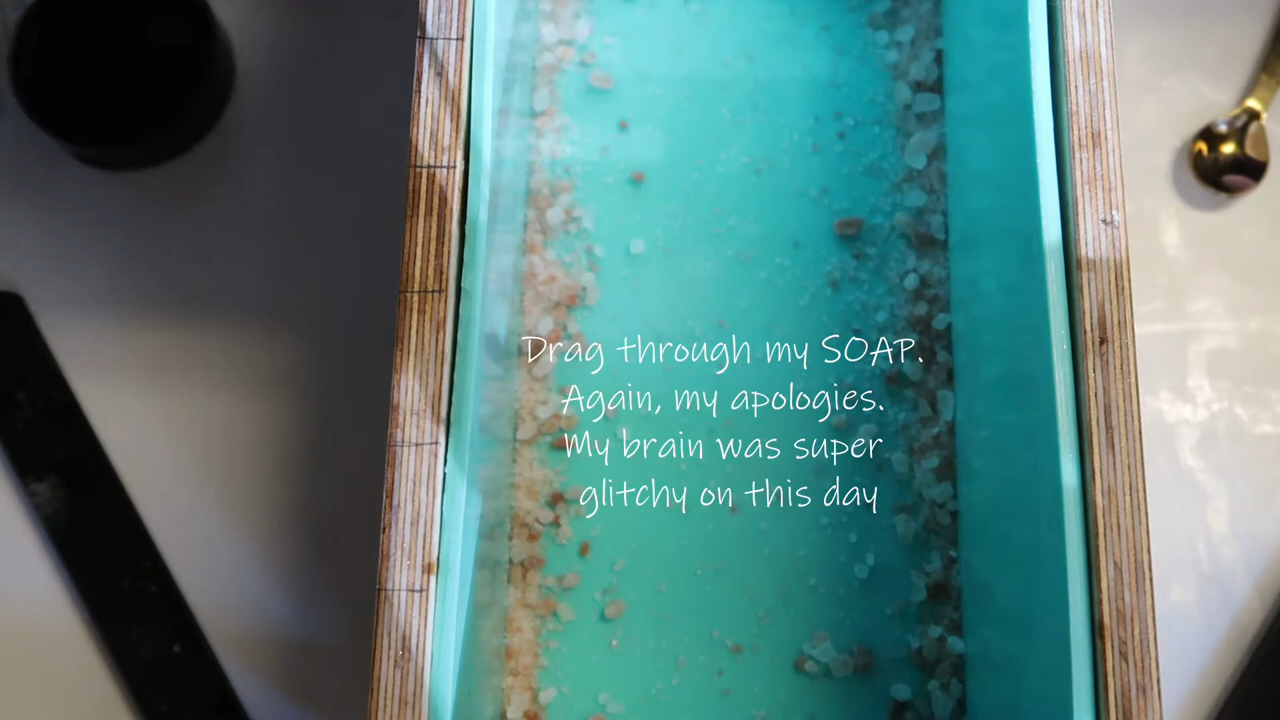 Drag through my SOAP.
Again, my apologies.
My brain was super
glitchy on this day